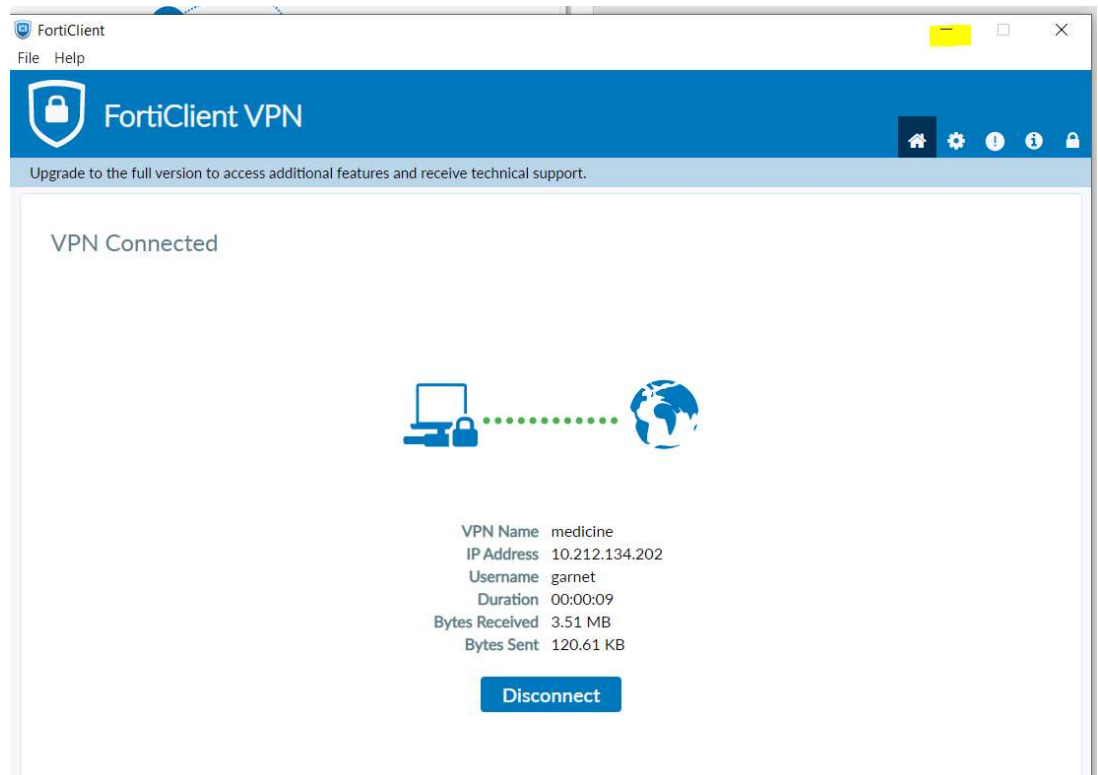 FortiClient
File Help
FortiClient VPN
Upgrade to the full version to access additional features and receive technical support.
VPN Connected
VPN Name medicine
IP Address 10.212.134.202
Username garnet
Duration 00:00:09
Bytes Received 3.51 MB
Bytes Sent 120.61 KB
Disconnect